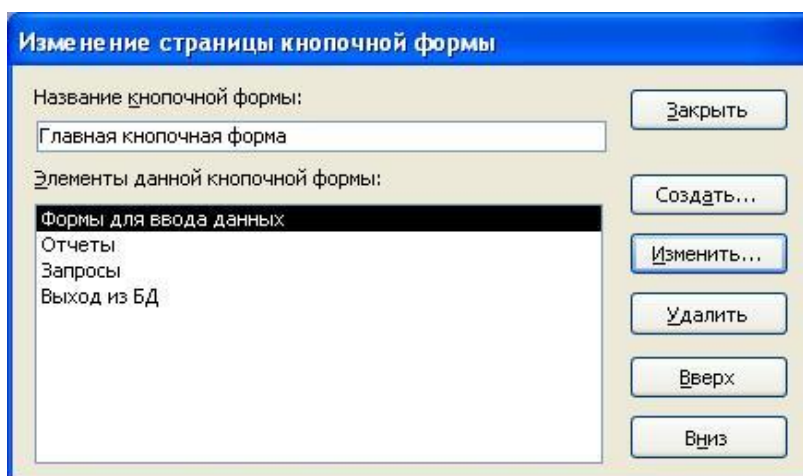 Изменение страницы кнопочной формы
Название кнопочной формы:
Главная кнопочная форма
Элементы данной кнопочной формы:
Формы для ввода данных
Отчеты
Запросы
Выход из БД
Закрыть
Создать...
Изменить...
Удалить
Вверх
Вниз